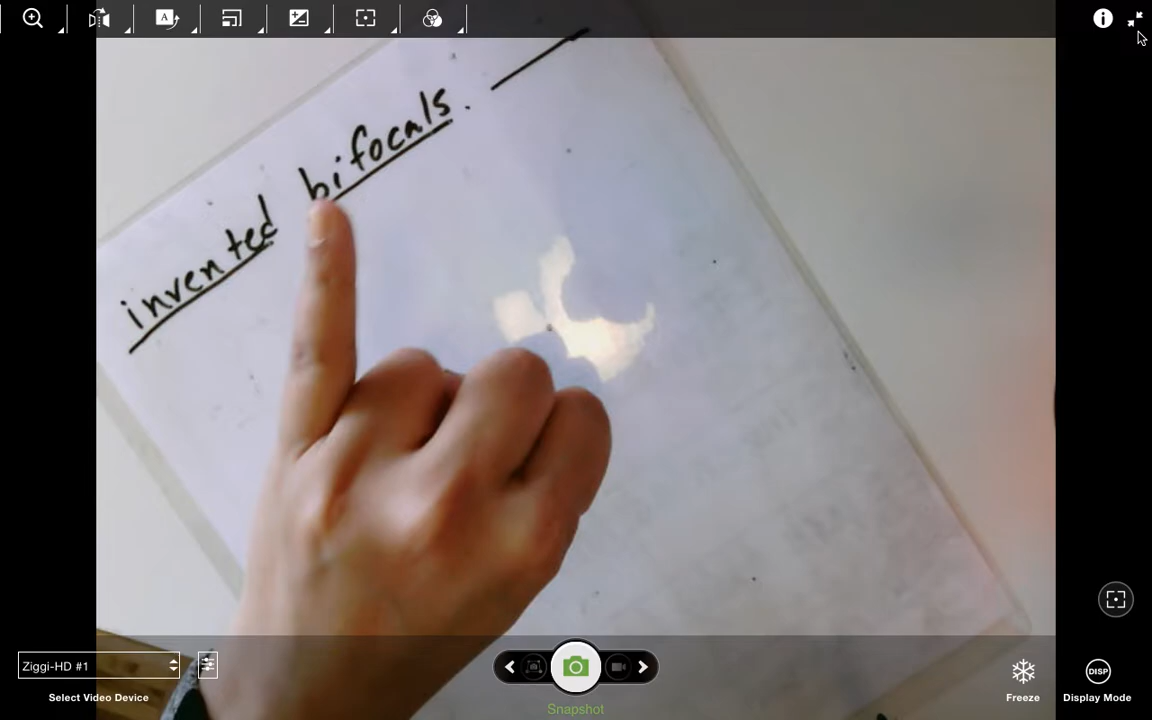 invented bifocals.
Ziggi-HD #1
Select Video Device
Snapshot
Freeze
DISP
Display Mode